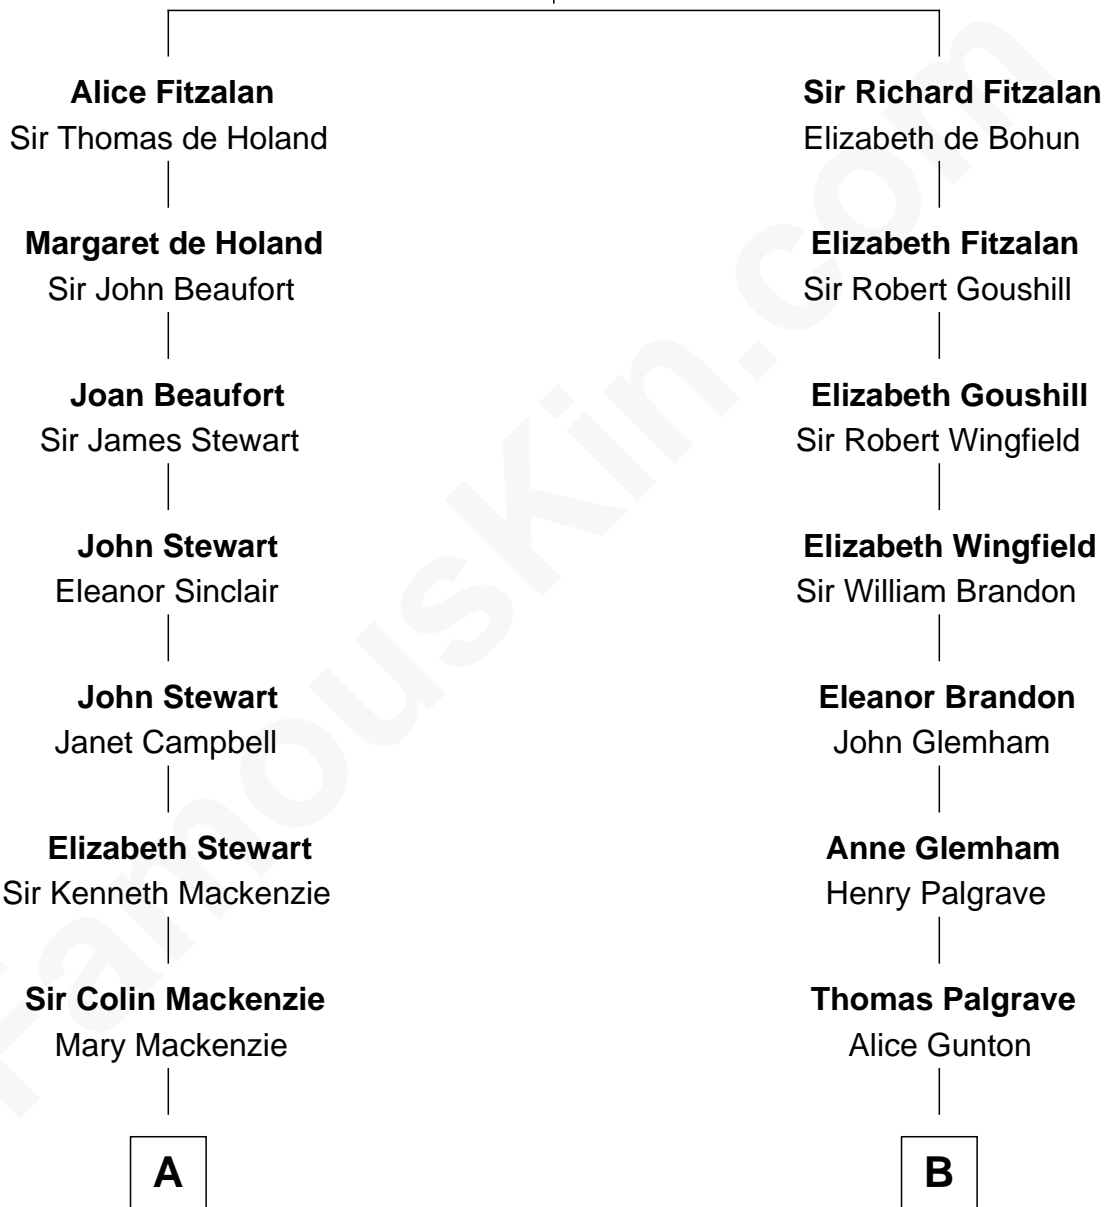 Alice Fitzalan
Sir Thomas de Holand
Margaret de Holand
Sir John Beaufort
Joan Beaufort
Sir James Stewart
John Stewart
Eleanor Sinclair
John Stewart
Janet Campbell
Elizabeth Stewart
Sir Kenneth Mackenzie
Sir Colin Mackenzie
Mary Mackenzie
A
Sir Richard Fitzalan
Elizabeth de Bohun
Elizabeth Fitzalan
Sir Robert Goushill
Elizabeth Goushill
Sir Robert Wingfield
Elizabeth Wingfield
Sir William Brandon
Eleanor Brandon
John Glemham
Anne Glemham
Henry Palgrave
Thomas Palgrave
Alice Gunton
B
FamousKin.com